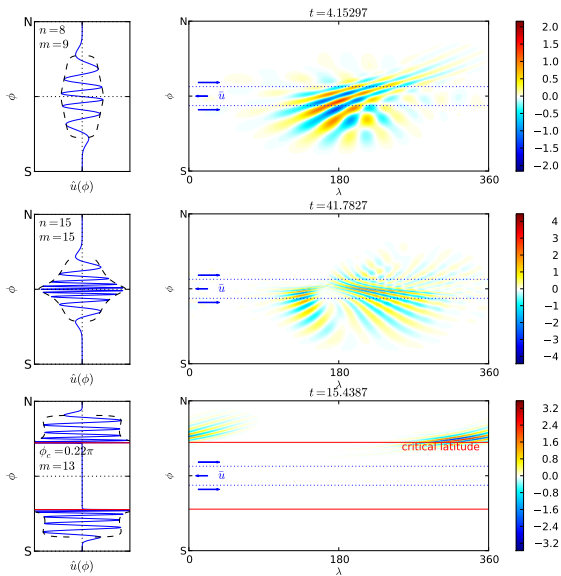 t=4.15297
N
n=8
m=9
ϕ
S
û(ϕ)
N
ϕ
S
ū
0
180
360
λ
2.0
1.5
1.0
0.5
0.0
−0.5
−1.0
−1.5
−2.0
t=41.7827
N
n=15
m=15
ϕ
S
û(ϕ)
N
ϕ
S
ū
0
180
360
λ
4
3
2
1
0
−1
−2
−3
−4
t=15.4387
N
ϕ_c=0.22π
m=13
ϕ
S
û(ϕ)
N
ϕ
S
critical latitude
ū
0
180
360
λ
3.2
2.4
1.6
0.8
0.0
−0.8
−1.6
−2.4
−3.2